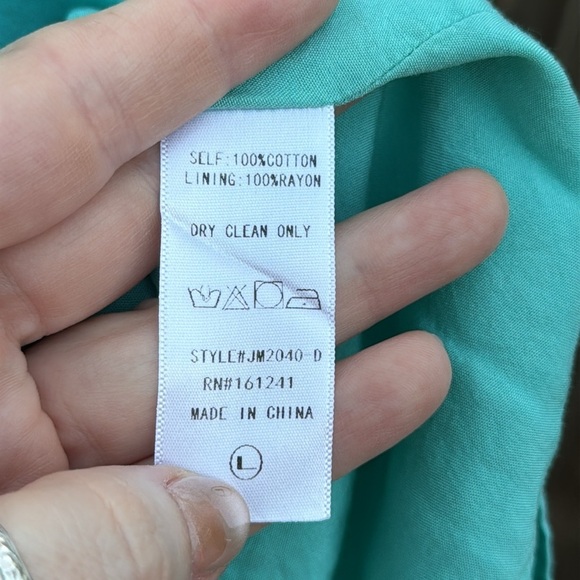 SELF:100%COTTON
LINING:100%RAYON
DRY CLEAN ONLY
STYLE#JM2040-D
RN#161241
MADE IN CHINA
L